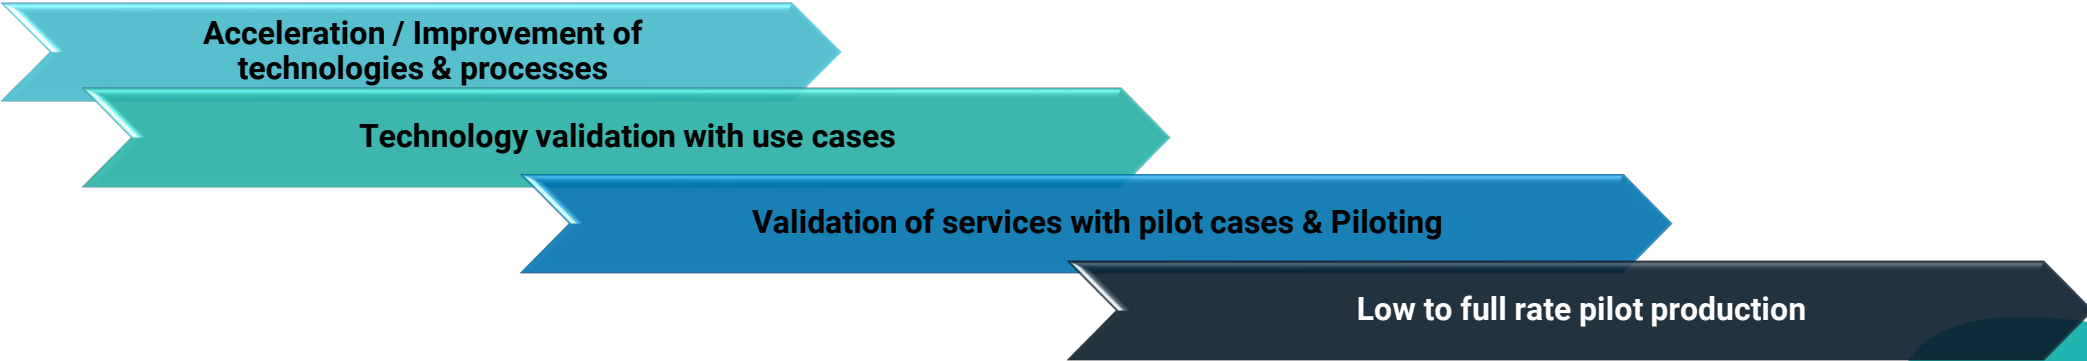 Acceleration / Improvement of
technologies & processes
Technology validation with use cases
Validation of services with pilot cases & Piloting
Low to full rate pilot production